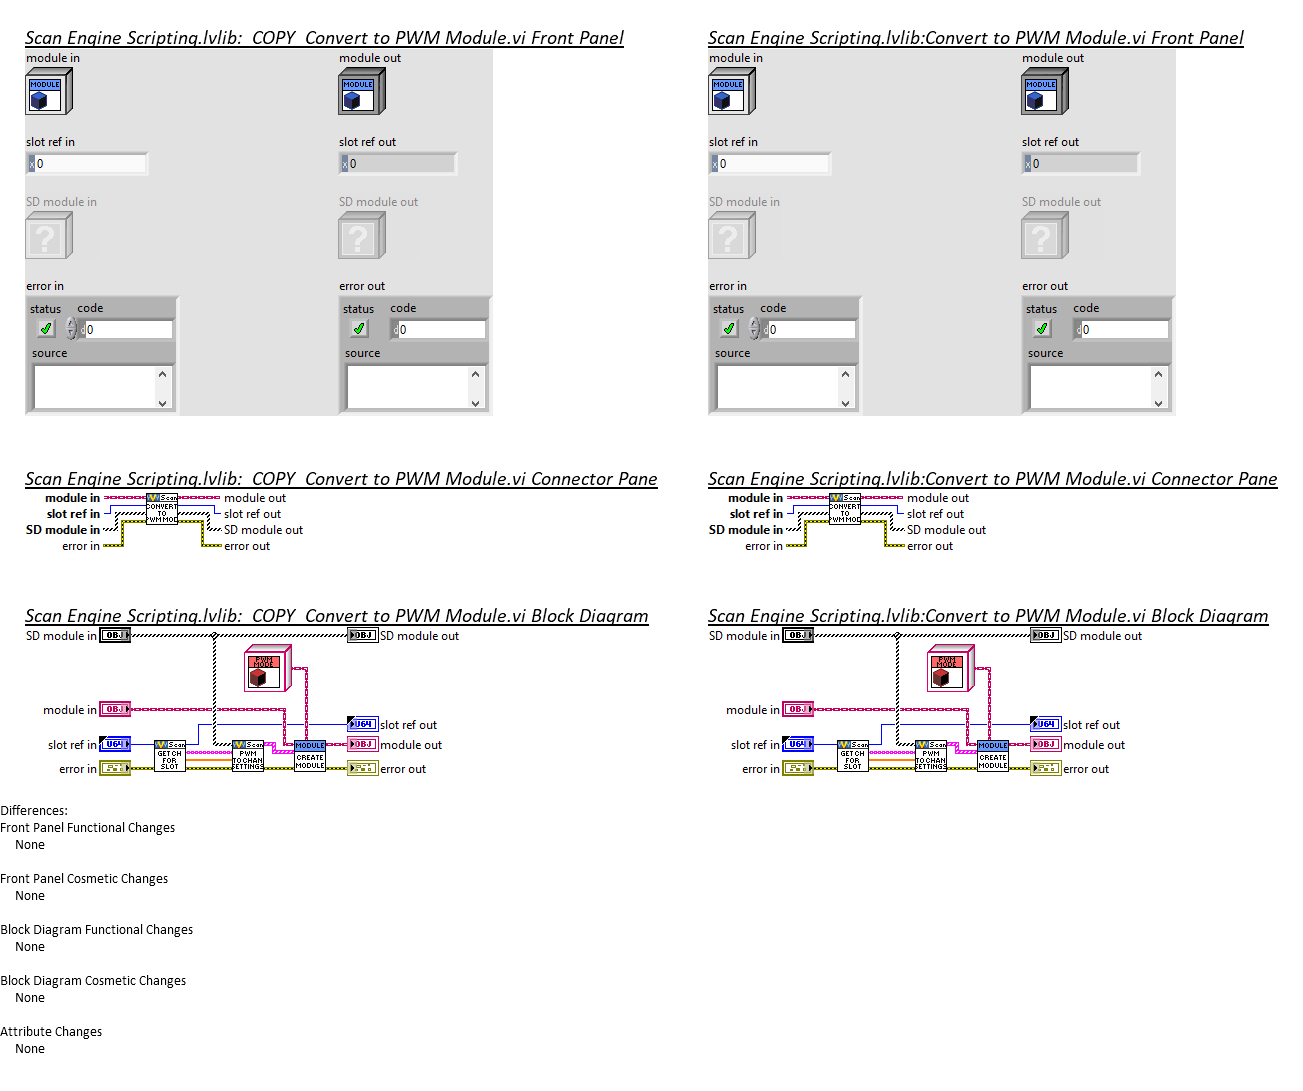 Scan Engine Scripting.lvlib:  COPY  Convert to PWM Module.vi Front Panel
module in
module out
MODULE
MODULE
slot ref in
slot ref out
x 0
x 0
SD module in
SD module out
?
?
error in
error out
status code
status code
d 0
d 0
source
source
Scan Engine Scripting.lvlib:Convert to PWM Module.vi Front Panel
module in
module out
MODULE
MODULE
slot ref in
slot ref out
x 0
x 0
SD module in
SD module out
?
?
error in
error out
status code
status code
d 0
d 0
source
source
Scan Engine Scripting.lvlib:  COPY  Convert to PWM Module.vi Connector Pane
module in
slot ref in
SD module in
error in
Scan
CONVERT
TO
PWM MOD
module out
slot ref out
SD module out
error out
Scan Engine Scripting.lvlib:Convert to PWM Module.vi Connector Pane
module in
slot ref in
SD module in
error in
Scan
CONVERT
TO
PWM MOD
module out
slot ref out
SD module out
error out
Scan Engine Scripting.lvlib:  COPY  Convert to PWM Module.vi Block Diagram
SD module in OBJ
OBJ SD module out
PWM
MODE
module in OBJ
U64 slot ref out
slot ref in U64
Scan
GET CH
FOR
SLOT
Scan
PWM
TO CHAN
SETTINGS
MODULE
CREATE
MODULE
OBJ module out
error in
error out
Scan Engine Scripting.lvlib:Convert to PWM Module.vi Block Diagram
SD module in OBJ
OBJ SD module out
PWM
MODE
module in OBJ
U64 slot ref out
slot ref in U64
Scan
GET CH
FOR
SLOT
Scan
PWM
TO CHAN
SETTINGS
MODULE
CREATE
MODULE
OBJ module out
error in
error out
Differences:
Front Panel Functional Changes
None
Front Panel Cosmetic Changes
None
Block Diagram Functional Changes
None
Block Diagram Cosmetic Changes
None
Attribute Changes
None